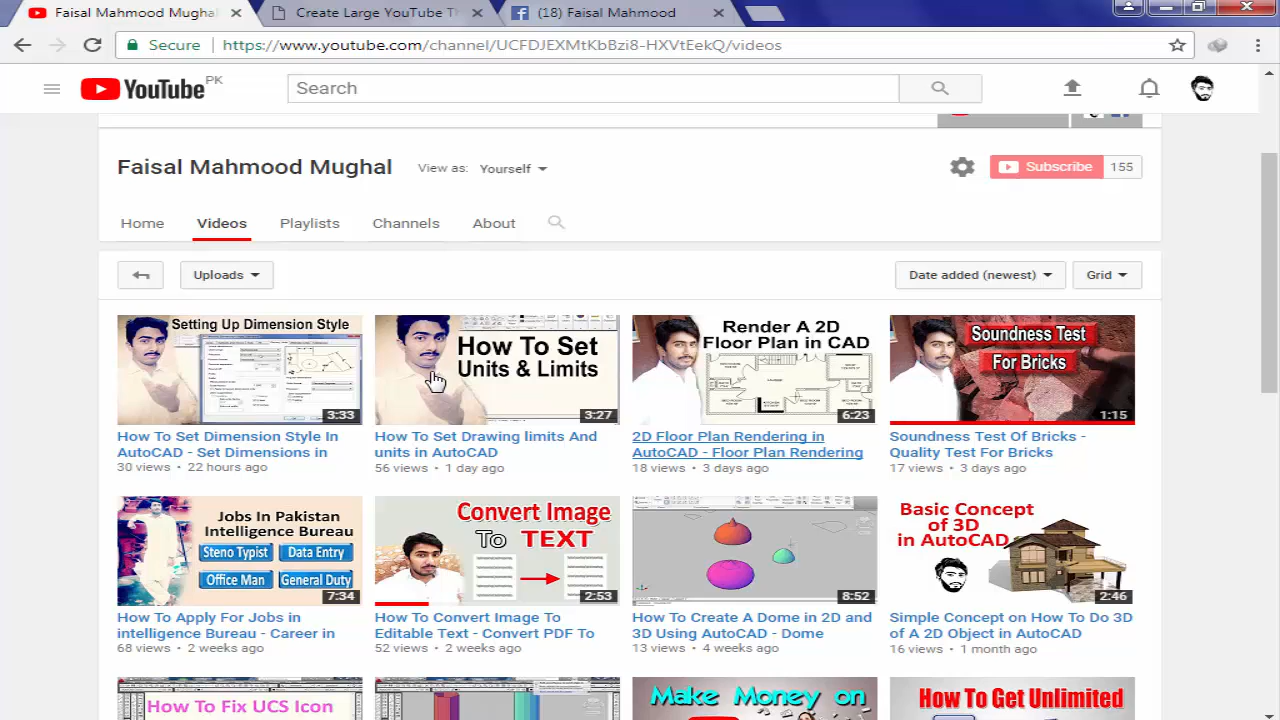 Faisal Mahmood Mughal
Create Large YouTube Th
(18) Faisal Mahmood
Secure
https://www.youtube.com/channel/UCFDJEXMtKbBzi8-HXVtEekQ/videos
YouTube PK
Search
Faisal Mahmood Mughal
View as: Yourself
Subscribe 155
Home Videos Playlists Channels About
Uploads
Date added (newest)
Grid
Setting Up Dimension Style
3:33
How To Set Dimension Style In
AutoCAD - Set Dimensions in
30 views • 22 hours ago
How To Set
Units & Limits
3:27
How To Set Drawing limits And
units in AutoCAD
56 views • 1 day ago
Render A 2D
Floor Plan in CAD
6:23
2D Floor Plan Rendering in
AutoCAD - Floor Plan Rendering
18 views • 3 days ago
Soundness Test
For Bricks
1:15
Soundness Test Of Bricks -
Quality Test For Bricks
17 views • 3 days ago
Jobs In Pakistan
Intelligence Bureau
Steno Typist Data Entry
Office Man General Duty
7:34
How To Apply For Jobs in
intelligence Bureau - Career in
68 views • 2 weeks ago
Convert Image
To TEXT
2:53
How To Convert Image To
Editable Text - Convert PDF To
52 views • 2 weeks ago
8:52
How To Create A Dome in 2D and
3D Using AutoCAD - Dome
13 views • 4 weeks ago
Basic Concept
of 3D
in AutoCAD
2:46
Simple Concept on How To Do 3D
of A 2D Object in AutoCAD
16 views • 1 month ago
How To Fix UCS Icon
Make Money on
How To Get Unlimited